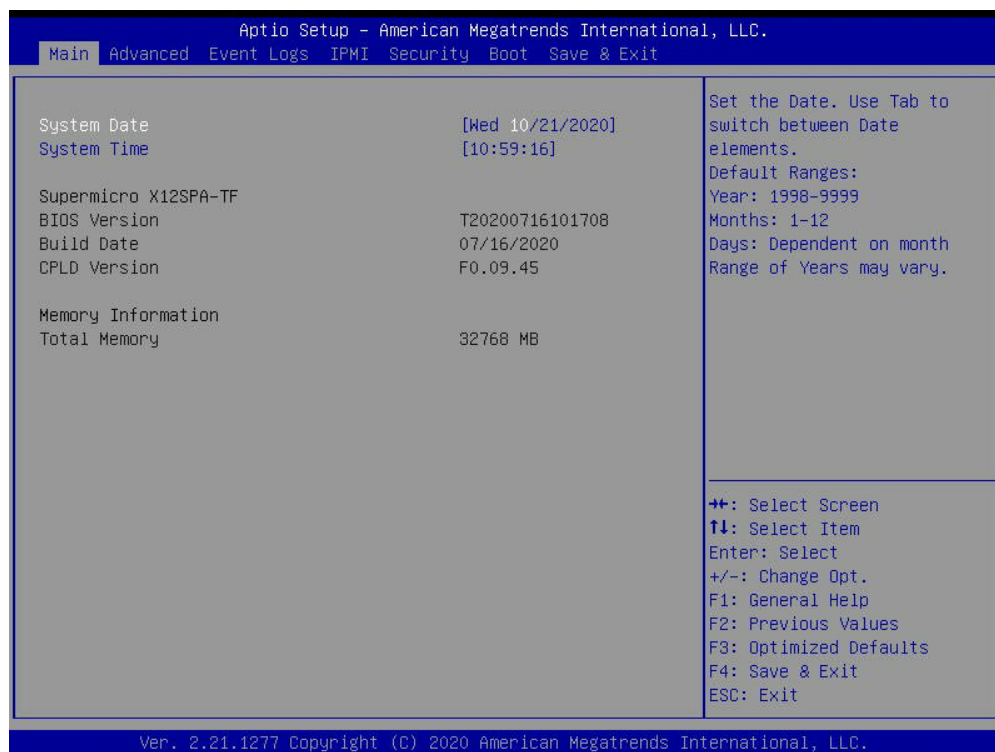 Aptio Setup – American Megatrends International, LLC.
Main Advanced Event Logs IPMI Security Boot Save & Exit
System Date [Wed 10/21/2020]
System Time [10:59:16]
Supermicro X12SPA-TF
BIOS Version T20200716101708
Build Date 07/16/2020
CPLD Version F0.09.45
Memory Information
Total Memory 32768 MB
Set the Date. Use Tab to
switch between Date
elements.
Default Ranges:
Year: 1998-9999
Months: 1-12
Days: Dependent on month
Range of Years may vary.
→←: Select Screen
↑↓: Select Item
Enter: Select
+/-: Change Opt.
F1: General Help
F2: Previous Values
F3: Optimized Defaults
F4: Save & Exit
ESC: Exit
Ver. 2.21.1277 Copyright (C) 2020 American Megatrends International, LLC.